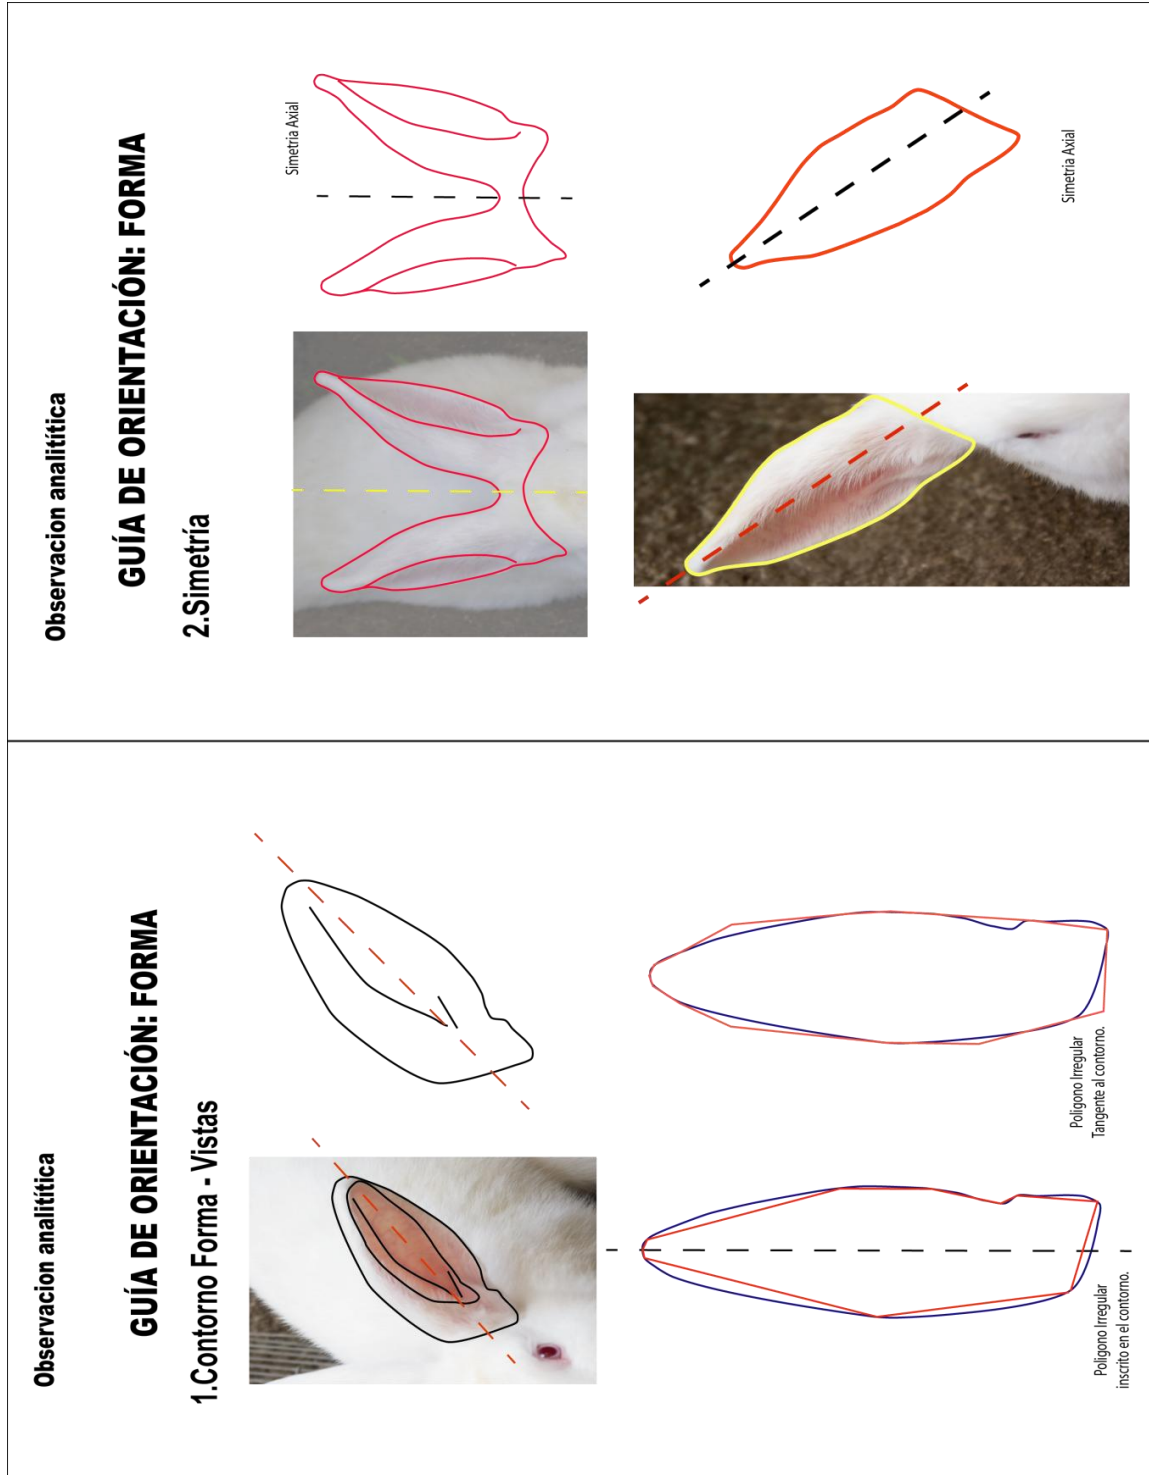 Observacion analitítica
GUÍA DE ORIENTACIÓN: FORMA
1.Contorno Forma - Vistas
Poligono Irregular
inscrito en el contorno.
Poligono Irregular
Tangente al contorno.
Observacion analitítica
GUÍA DE ORIENTACIÓN: FORMA
2.Simetría
Simetria Axial
Simetria Axial